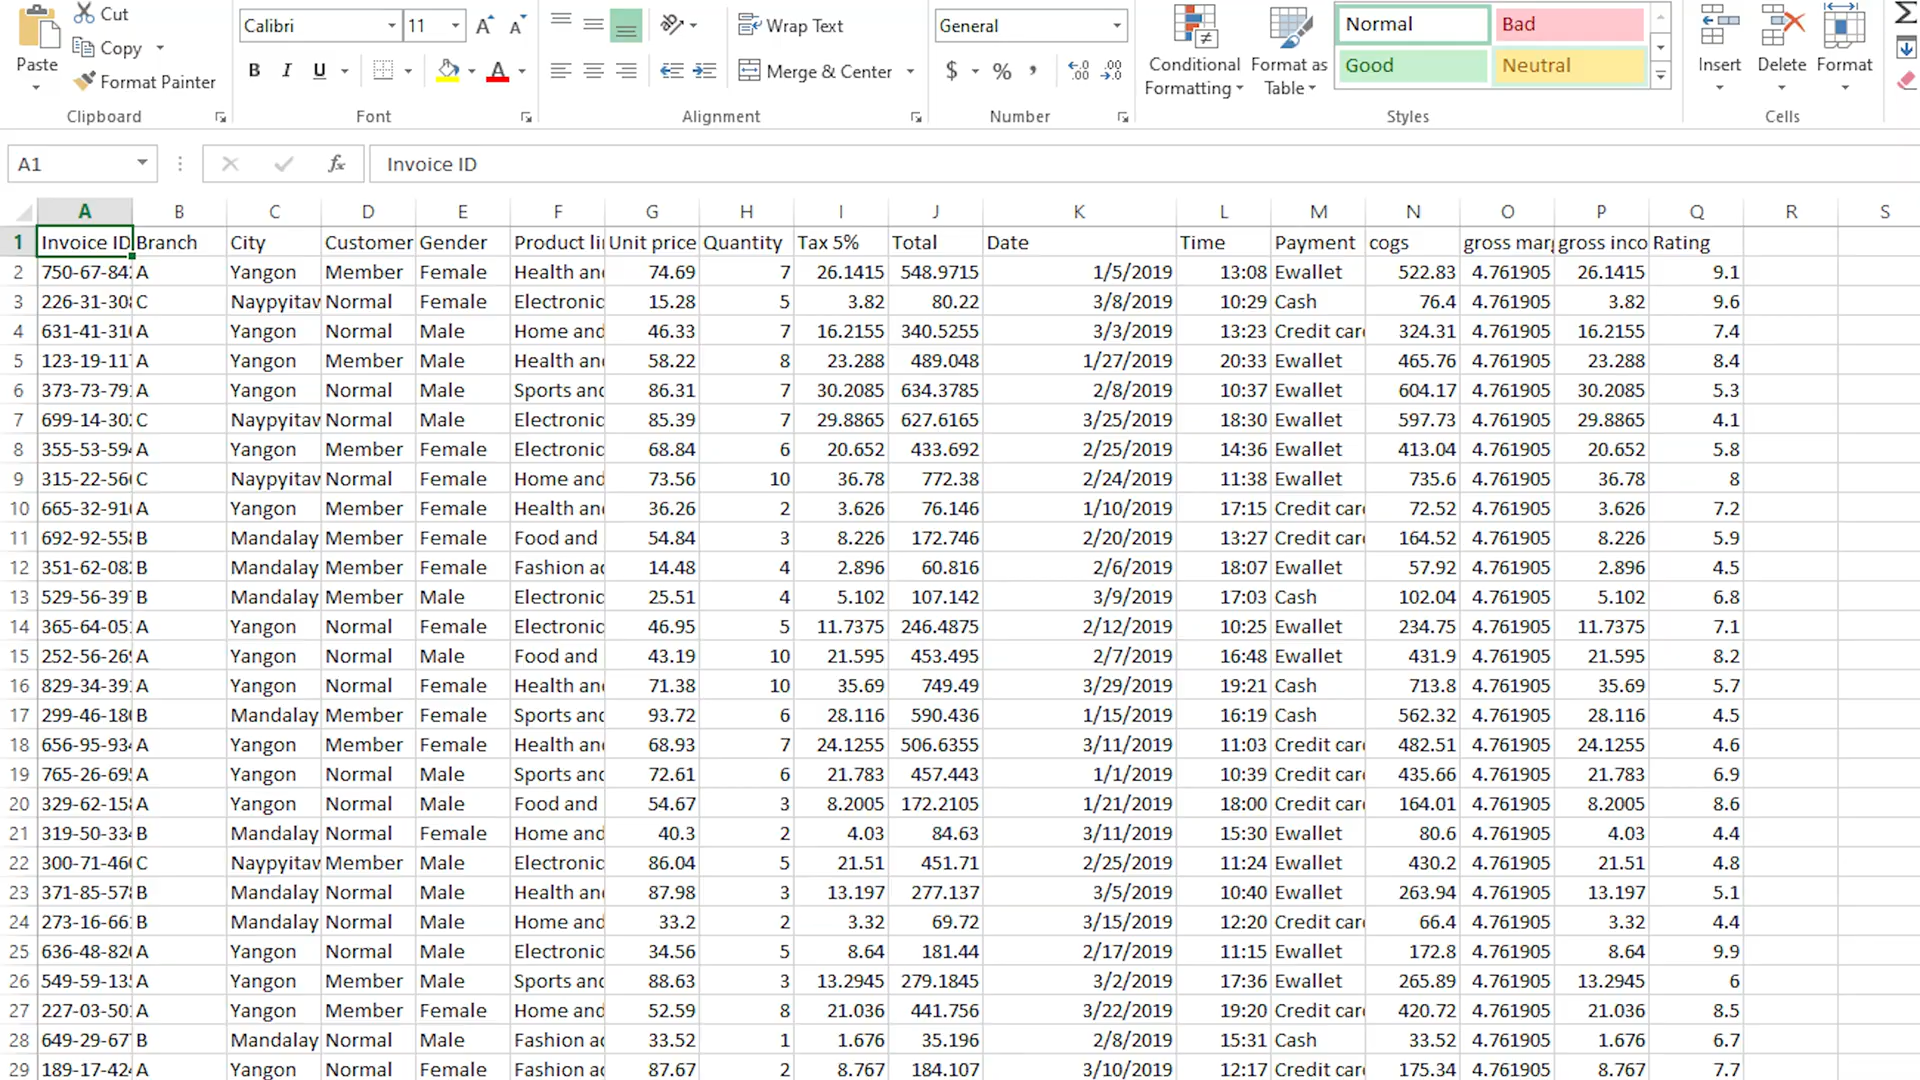 Cut
Copy
Paste
Format Painter
Clipboard
Calibri 11
A A
B I U A
Font
Wrap Text
Merge & Center
Alignment
General
$ % ,
Number
Conditional Formatting
Format as Table
Normal Bad
Good Neutral
Styles
Insert Delete Format
Cells
A1 fx Invoice ID
A B C D E F G H I J K L M N O P Q R S
1 Invoice ID Branch City Customer Gender Product li Unit price Quantity Tax 5% Total Date Time Payment cogs gross mar gross inco Rating
2 750-67-84 A Yangon Member Female Health an 74.69 7 26.1415 548.9715 1/5/2019 13:08 Ewallet 522.83 4.761905 26.1415 9.1
3 226-31-30 C Naypyitaw Normal Female Electronic 15.28 5 3.82 80.22 3/8/2019 10:29 Cash 76.4 4.761905 3.82 9.6
4 631-41-31 A Yangon Normal Male Home and 46.33 7 16.2155 340.5255 3/3/2019 13:23 Credit car 324.31 4.761905 16.2155 7.4
5 123-19-11 A Yangon Member Male Health an 58.22 8 23.288 489.048 1/27/2019 20:33 Ewallet 465.76 4.761905 23.288 8.4
6 373-73-79 A Yangon Normal Male Sports and 86.31 7 30.2085 634.3785 2/8/2019 10:37 Ewallet 604.17 4.761905 30.2085 5.3
7 699-14-30 C Naypyitaw Normal Male Electronic 85.39 7 29.8865 627.6165 3/25/2019 18:30 Ewallet 597.73 4.761905 29.8865 4.1
8 355-53-59 A Yangon Member Female Electronic 68.84 6 20.652 433.692 2/25/2019 14:36 Ewallet 413.04 4.761905 20.652 5.8
9 315-22-56 C Naypyitaw Normal Female Home and 73.56 10 36.78 772.38 2/24/2019 11:38 Ewallet 735.6 4.761905 36.78 8
10 665-32-91 A Yangon Member Female Health an 36.26 2 3.626 76.146 1/10/2019 17:15 Credit car 72.52 4.761905 3.626 7.2
11 692-92-55 B Mandalay Member Female Food and 54.84 3 8.226 172.746 2/20/2019 13:27 Credit car 164.52 4.761905 8.226 5.9
12 351-62-08 B Mandalay Member Female Fashion ac 14.48 4 2.896 60.816 2/6/2019 18:07 Ewallet 57.92 4.761905 2.896 4.5
13 529-56-39 B Mandalay Member Male Electronic 25.51 4 5.102 107.142 3/9/2019 17:03 Cash 102.04 4.761905 5.102 6.8
14 365-64-05 A Yangon Normal Female Electronic 46.95 5 11.7375 246.4875 2/12/2019 10:25 Ewallet 234.75 4.761905 11.7375 7.1
15 252-56-26 A Yangon Normal Male Food and 43.19 10 21.595 453.495 2/7/2019 16:48 Ewallet 431.9 4.761905 21.595 8.2
16 829-34-39 A Yangon Normal Female Health an 71.38 10 35.69 749.49 3/29/2019 19:21 Cash 713.8 4.761905 35.69 5.7
17 299-46-18 B Mandalay Member Female Sports and 93.72 6 28.116 590.436 1/15/2019 16:19 Cash 562.32 4.761905 28.116 4.5
18 656-95-93 A Yangon Member Female Health an 68.93 7 24.1255 506.6355 3/11/2019 11:03 Credit car 482.51 4.761905 24.1255 4.6
19 765-26-69 A Yangon Normal Male Sports and 72.61 6 21.783 457.443 1/1/2019 10:39 Credit car 435.66 4.761905 21.783 6.9
20 329-62-15 A Yangon Normal Male Food and 54.67 3 8.2005 172.2105 1/21/2019 18:00 Credit car 164.01 4.761905 8.2005 8.6
21 319-50-33 B Mandalay Normal Female Home and 40.3 2 4.03 84.63 3/11/2019 15:30 Ewallet 80.6 4.761905 4.03 4.4
22 300-71-46 C Naypyitaw Member Male Electronic 86.04 5 21.51 451.71 2/25/2019 11:24 Ewallet 430.2 4.761905 21.51 4.8
23 371-85-57 B Mandalay Normal Male Health an 87.98 3 13.197 277.137 3/5/2019 10:40 Ewallet 263.94 4.761905 13.197 5.1
24 273-16-66 B Mandalay Normal Male Home and 33.2 2 3.32 69.72 3/15/2019 12:20 Credit car 66.4 4.761905 3.32 4.4
25 636-48-82 A Yangon Normal Male Electronic 34.56 5 8.64 181.44 2/17/2019 11:15 Ewallet 172.8 4.761905 8.64 9.9
26 549-59-13 A Yangon Member Male Sports and 88.63 3 13.2945 279.1845 3/2/2019 17:36 Ewallet 265.89 4.761905 13.2945 6
27 227-03-50 A Yangon Member Female Home and 52.59 8 21.036 441.756 3/22/2019 19:20 Credit car 420.72 4.761905 21.036 8.5
28 649-29-67 B Mandalay Normal Male Fashion ac 33.52 1 1.676 35.196 2/8/2019 15:31 Cash 33.52 4.761905 1.676 6.7
29 189-17-42 A Yangon Normal Female Fashion ac 87.67 2 8.767 184.107 3/10/2019 12:17 Credit car 175.34 4.761905 8.767 7.7